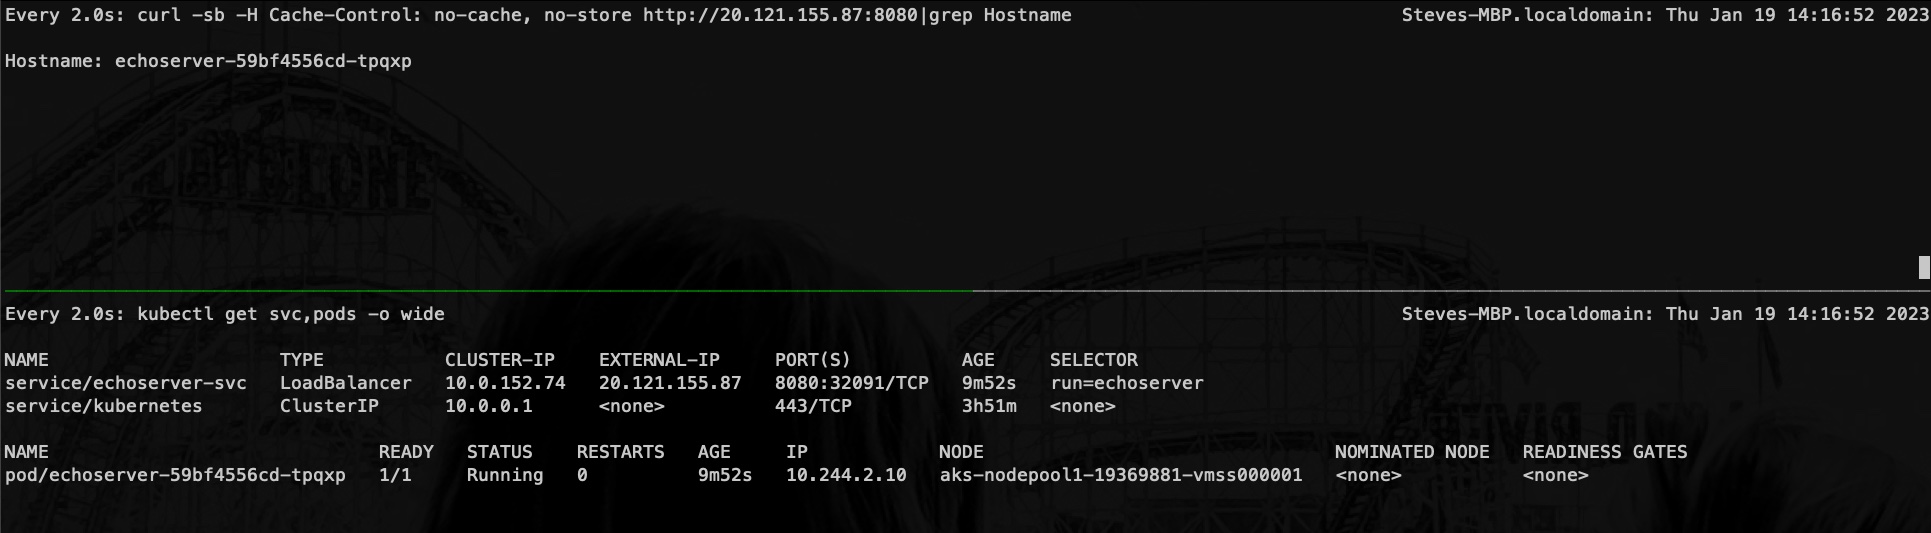 Every 2.0s: curl -sb -H Cache-Control: no-cache, no-store http://20.121.155.87:8080|grep Hostname Steves-MBP.localdomain: Thu Jan 19 14:16:52 2023
Hostname: echoserver-59bf4556cd-tpqxp
Every 2.0s: kubectl get svc,pods -o wide Steves-MBP.localdomain: Thu Jan 19 14:16:52 2023
NAME TYPE CLUSTER-IP EXTERNAL-IP PORT(S) AGE SELECTOR
service/echoserver-svc LoadBalancer 10.0.152.74 20.121.155.87 8080:32091/TCP 9m52s run=echoserver
service/kubernetes ClusterIP 10.0.0.1 <none> 443/TCP 3h51m <none>
NAME READY STATUS RESTARTS AGE IP NODE NOMINATED NODE READINESS GATES
pod/echoserver-59bf4556cd-tpqxp 1/1 Running 0 9m52s 10.244.2.10 aks-nodepool1-19369881-vmss000001 <none> <none>